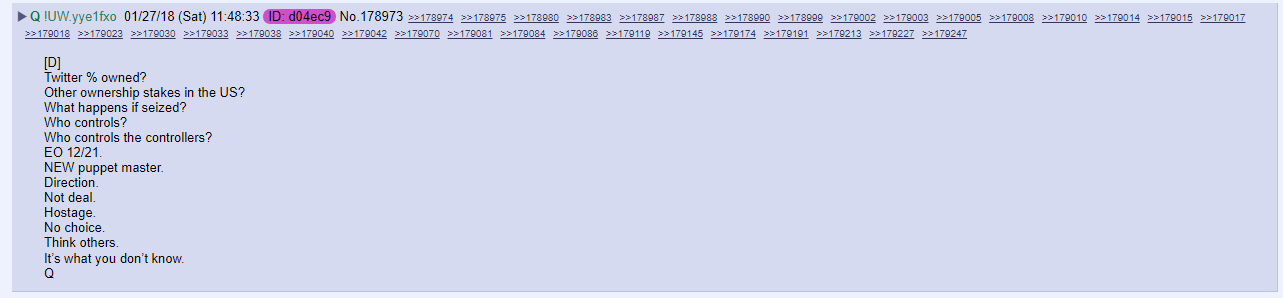 ▶ Q !UW.yye1fxo 01/27/18 (Sat) 11:48:33 ID: d04ec9 No.178973 >>178974 >>178975 >>178980 >>178983 >>178987 >>178988 >>178990 >>178999 >>179002 >>179003 >>179005 >>179008 >>179010 >>179014 >>179015 >>179017
>>179018 >>179023 >>179030 >>179033 >>179038 >>179040 >>179042 >>179070 >>179081 >>179084 >>179086 >>179119 >>179145 >>179174 >>179191 >>179213 >>179227 >>179247
[D]
Twitter % owned?
Other ownership stakes in the US?
What happens if seized?
Who controls?
Who controls the controllers?
EO 12/21.
NEW puppet master.
Direction.
Not deal.
Hostage.
No choice.
Think others.
It’s what you don’t know.
Q